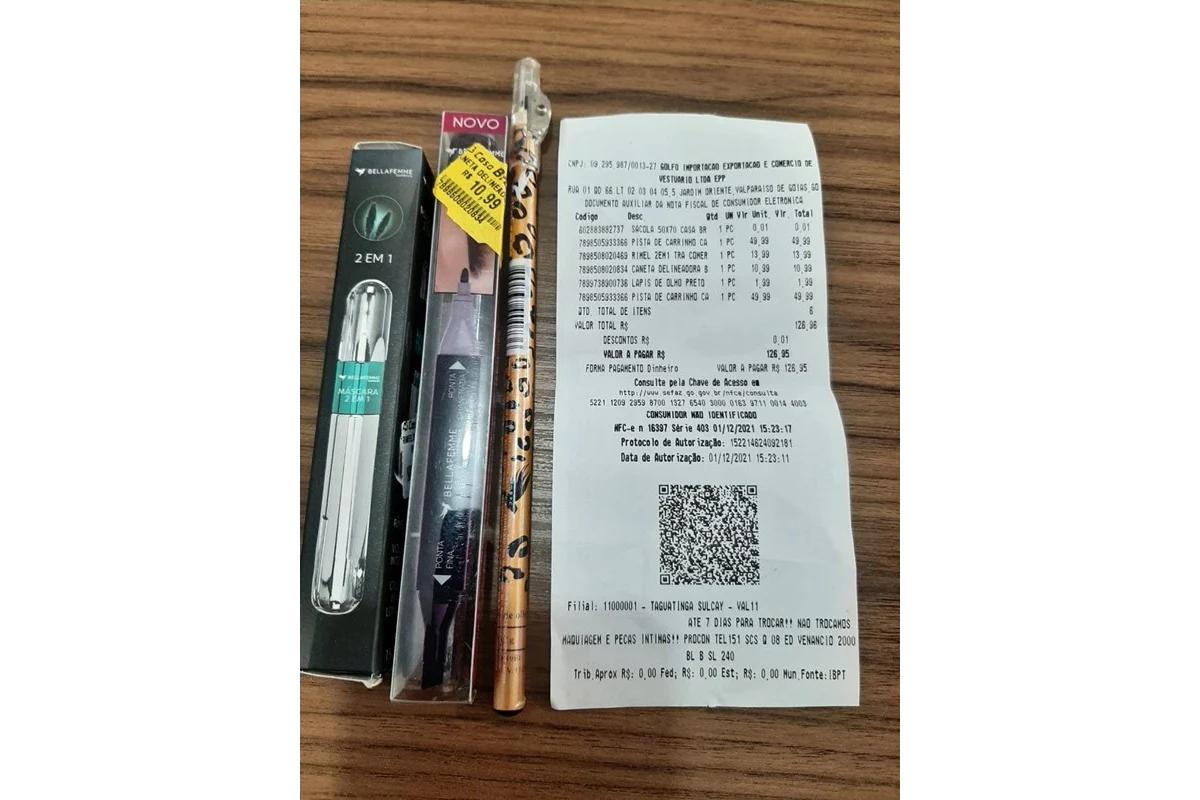 BELLAFEMME
2 EM 1
BELLAFEMME
MÁSCARA
2 EM 1
NOVO
Casa B
NETA DELINEAD
R$ 10,99
7898508020834
PONTA
BELLAFEMME
PONTA
FINA
CNPJ: 09.295.987/0013-27 GOLFO IMPORTACAO EXPORTACAO E COMERCIO DE
VESTUARIO LTDA EPP
RUA 01 QD 66 LT 02 03 04 05,5,JARDIM ORIENTE,VALPARAISO DE GOIAS,GO
DOCUMENTO AUXILIAR DA NOTA FISCAL DE CONSUMIDOR ELETRONICA
Codigo Desc Qtd UN Vlr Unit. Vlr. Total
602883882737 SACOLA 50X70 CASA BR 1 PC 0,01 0,01
7898505933366 PISTA DE CARRINHO CA 1 PC 49,99 49,99
7898508020469 RIMEL 2EM1 TRA COMER 1 PC 13,99 13,99
7898508020834 CANETA DELINEADORA B 1 PC 10,99 10,99
7899738900736 LAPIS DE OLHO PRETO 1 PC 1,99 1,99
7898505933366 PISTA DE CARRINHO CA 1 PC 49,99 49,99
QTD. TOTAL DE ITENS 6
VALOR TOTAL R$ 126,96
DESCONTOS R$ 0,01
VALOR A PAGAR R$ 126,95
FORMA PAGAMENTO Dinheiro VALOR A PAGAR R$ 126,95
Consulte pela Chave de Acesso em
http://www.sefaz.go.gov.br/nfce/consulta
5221 1209 2959 8700 1327 6540 3000 0163 9711 0014 4003
CONSUMIDOR NAO IDENTIFICADO
NFC-e n 16397 Série 403 01/12/2021 15:23:17
Protocolo de Autorização: 152214624092181
Data de Autorização: 01/12/2021 15:23:11
Filial: 11000001 - TAGUATINGA SULCAY - VAL11
ATE 7 DIAS PARA TROCAR!! NAO TROCAMOS
MAQUIAGEM E PECAS INTIMAS!! PROCON TEL151 SCS Q 08 ED VENANCIO 2000
BL B SL 240
Trib Aprox R$: 0,00 Fed; R$: 0,00 Est; R$: 0,00 Mun Fonte:IBPT